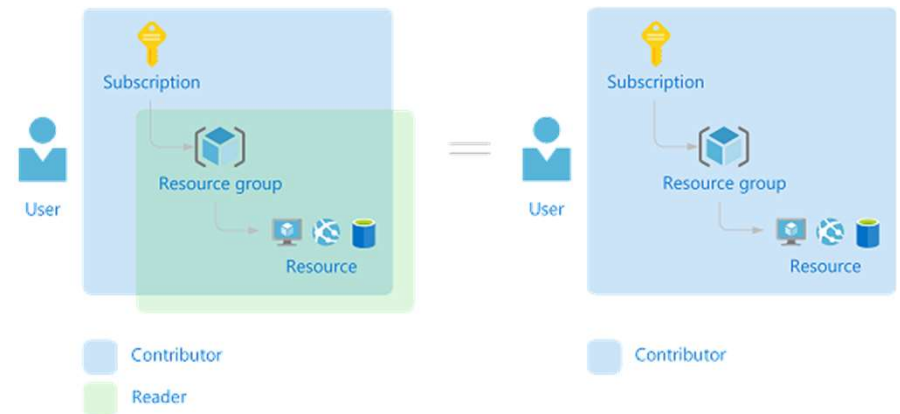 Subscription
Resource group
User
Resource
Contributor
Reader
Subscription
Resource group
User
Resource
Contributor